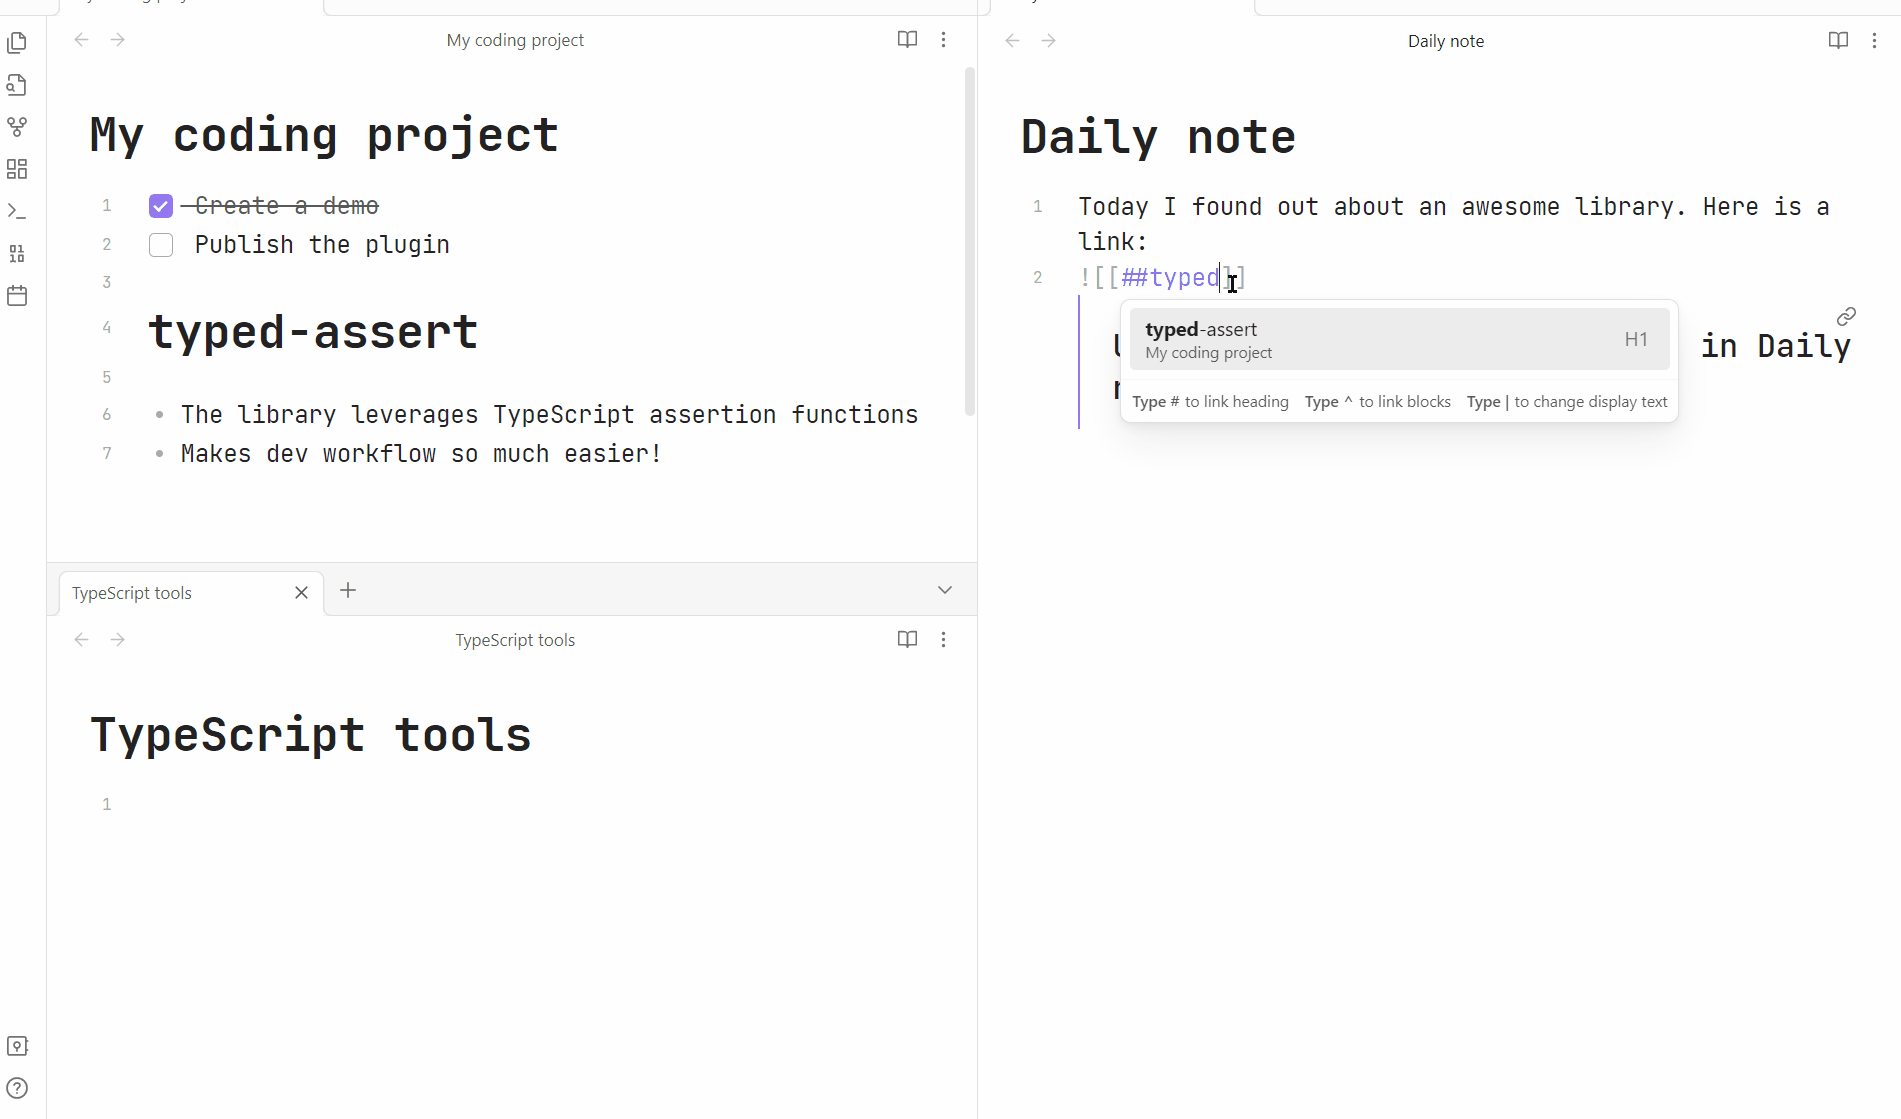 My coding project
My coding project
1 Create a demo
2 Publish the plugin
3
4 typed-assert
5
6 • The library leverages TypeScript assertion functions
7 • Makes dev workflow so much easier!
TypeScript tools
TypeScript tools
TypeScript tools
1
Daily note
Daily note
1 Today I found out about an awesome library. Here is a
link:
2 ![[##typed]]
typed-assert
My coding project
H1
Type # to link heading Type ^ to link blocks Type | to change display text
in Daily